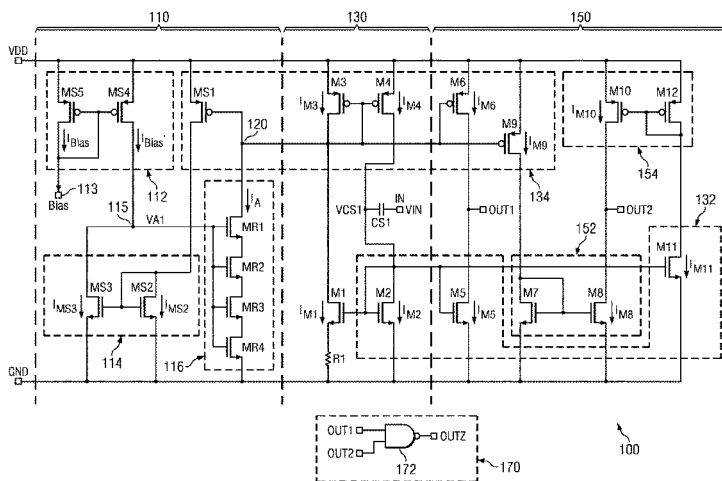 110
130
150
VDD
MS5
MS4
MS1
M3
M4
M6
M10
M12
IBias
IBias'
120
IM3
IM4
IM6
M9
IM9
IM10
113
Bias
112
115
VA1
IA
MR1
MR2
MR3
MR4
VCS1
CS1
IN
VIN
OUT1
134
154
OUT2
132
152
M11
IM11
MS3
MS2
IMS3
IMS2
114
116
M1
M2
M5
M7
M8
IM1
IM2
IM5
IM8
R1
GND
OUT1
OUT2
OUTZ
172
170
100